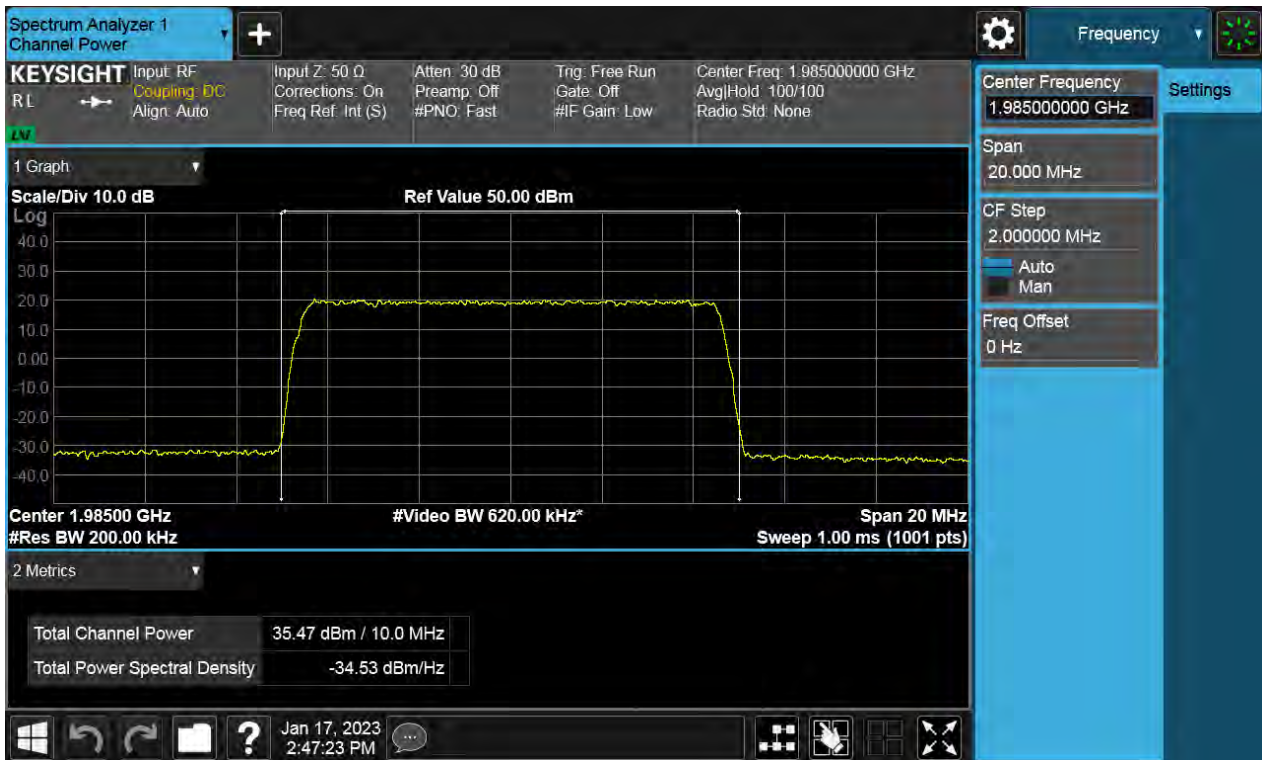 Spectrum Analyzer 1
Channel Power
+
Frequency
KEYSIGHT
RL
Input: RF
Coupling: DC
Align: Auto
Input Z: 50 Ω
Corrections: On
Freq Ref: Int (S)
Atten: 30 dB
Preamp: Off
#PNO: Fast
Trig: Free Run
Gate: Off
#IF Gain: Low
Center Freq: 1.985000000 GHz
Avg|Hold: 100/100
Radio Std: None
1 Graph
Scale/Div 10.0 dB
Ref Value 50.00 dBm
Log
40.0
30.0
20.0
10.0
0.00
-10.0
-20.0
-30.0
-40.0
Center 1.98500 GHz
#Video BW 620.00 kHz*
Span 20 MHz
#Res BW 200.00 kHz
Sweep 1.00 ms (1001 pts)
2 Metrics
Total Channel Power 35.47 dBm / 10.0 MHz
Total Power Spectral Density -34.53 dBm/Hz
?
Jan 17, 2023
2:47:23 PM
Center Frequency
1.985000000 GHz
Settings
Span
20.000 MHz
CF Step
2.000000 MHz
Auto
Man
Freq Offset
0 Hz